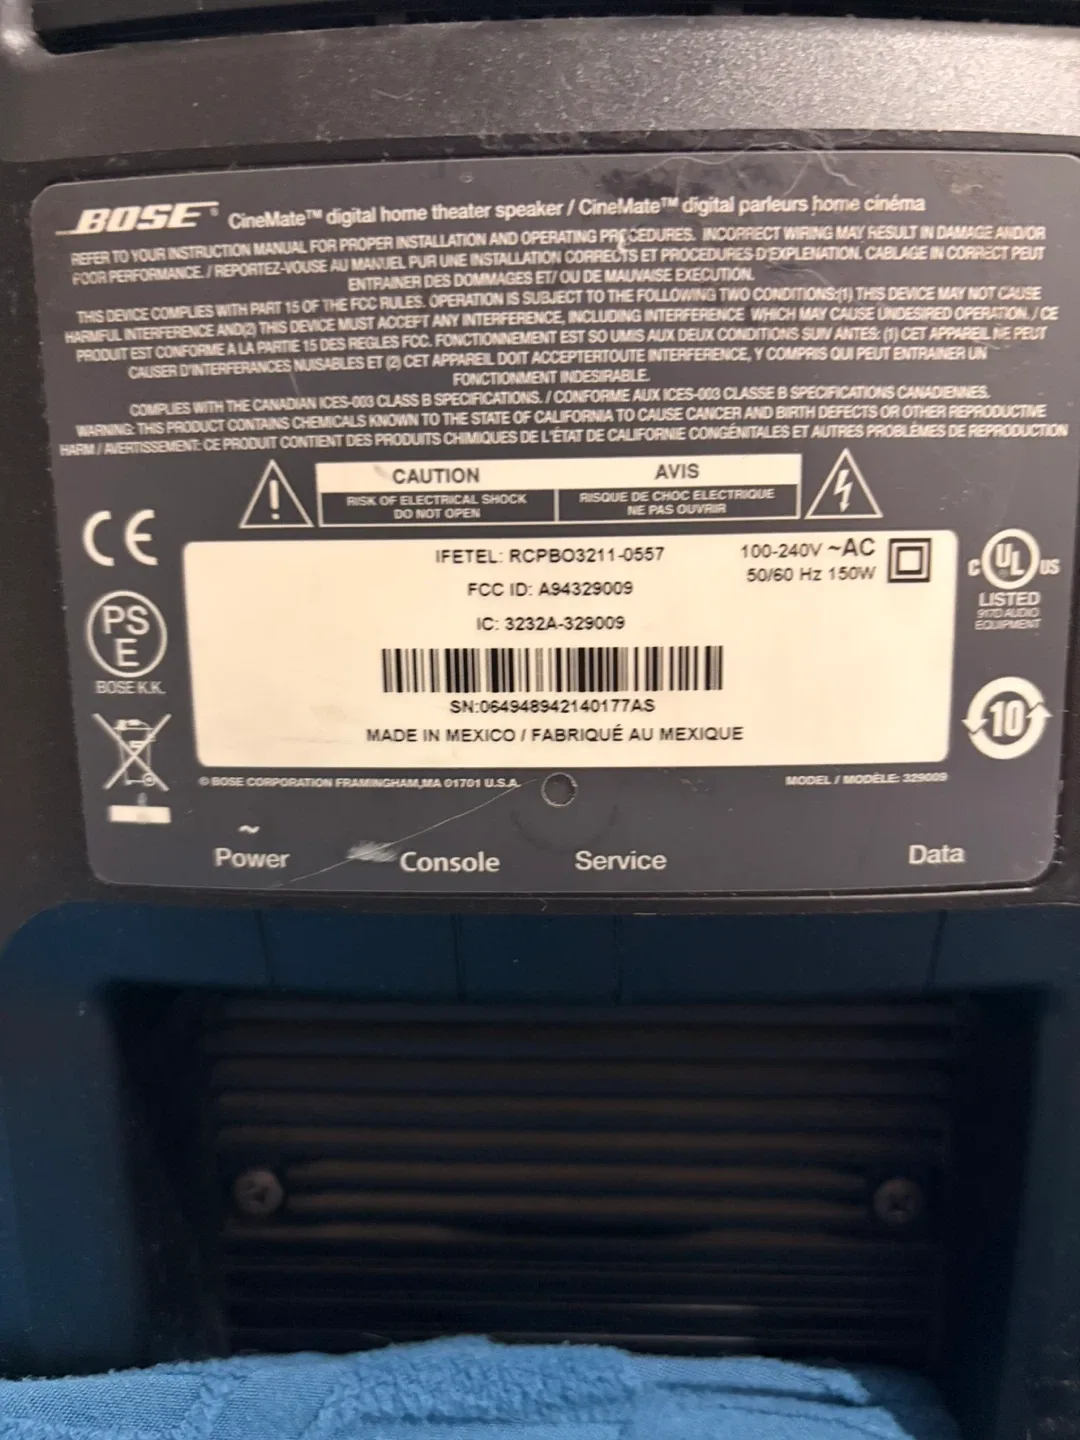 BOSE® CineMate™ digital home theater speaker / CineMate™ digital parleurs home cinéma
REFER TO YOUR INSTRUCTION MANUAL FOR PROPER INSTALLATION AND OPERATING PROCEDURES. INCORRECT WIRING MAY RESULT IN DAMAGE AND/OR
POOR PERFORMANCE. / REPORTEZ-VOUSE AU MANUEL PUR UNE INSTALLATION CORRECTS ET PROCEDURES D'EXPLENATION. CABLAGE IN CORRECT PEUT
ENTRAINER DES DOMMAGES ET/ OU DE MAUVAISE EXECUTION.
THIS DEVICE COMPLIES WITH PART 15 OF THE FCC RULES. OPERATION IS SUBJECT TO THE FOLLOWING TWO CONDITIONS:(1) THIS DEVICE MAY NOT CAUSE
HARMFUL INTERFERENCE AND(2) THIS DEVICE MUST ACCEPT ANY INTERFERENCE, INCLUDING INTERFERENCE WHICH MAY CAUSE UNDESIRED OPERATION. / CE
PRODUIT EST CONFORME A LA PARTIE 15 DES REGLES FCC. FONCTIONNEMENT EST SO UMIS AUX DEUX CONDITIONS SUIV ANTES: (1) CET APPAREIL NE PEUT
CAUSER D'INTERFERANCES NUISABLES ET (2) CET APPAREIL DOIT ACCEPTERTOUTE INTERFERENCE, Y COMPRIS QUI PEUT ENTRAINER UN
FONCTIONMENT INDESIRABLE.
COMPLIES WITH THE CANADIAN ICES-003 CLASS B SPECIFICATIONS. / CONFORME AUX ICES-003 CLASSE B SPECIFICATIONS CANADIENNES.
WARNING: THIS PRODUCT CONTAINS CHEMICALS KNOWN TO THE STATE OF CALIFORNIA TO CAUSE CANCER AND BIRTH DEFECTS OR OTHER REPRODUCTIVE
HARM / AVERTISSEMENT: CE PRODUIT CONTIENT DES PRODUITS CHIMIQUES DE L'ÉTAT DE CALIFORNIE CONGÉNITALES ET AUTRES PROBLÈMES DE REPRODUCTION
CAUTION
RISK OF ELECTRICAL SHOCK
DO NOT OPEN
AVIS
RISQUE DE CHOC ELECTRIQUE
NE PAS OUVRIR
CE
PS
E
BOSE K.K.
IFETEL: RCPBO3211-0557
FCC ID: A94329009
IC: 3232A-329009
100-240V ~AC
50/60 Hz 150W
SN:064948942140177AS
MADE IN MEXICO / FABRIQUÉ AU MEXIQUE
C UL US
LISTED
917D AUDIO
EQUIPMENT
10
© BOSE CORPORATION FRAMINGHAM,MA 01701 U.S.A.
MODEL / MODÈLE: 329009
~
Power
Console
Service
Data